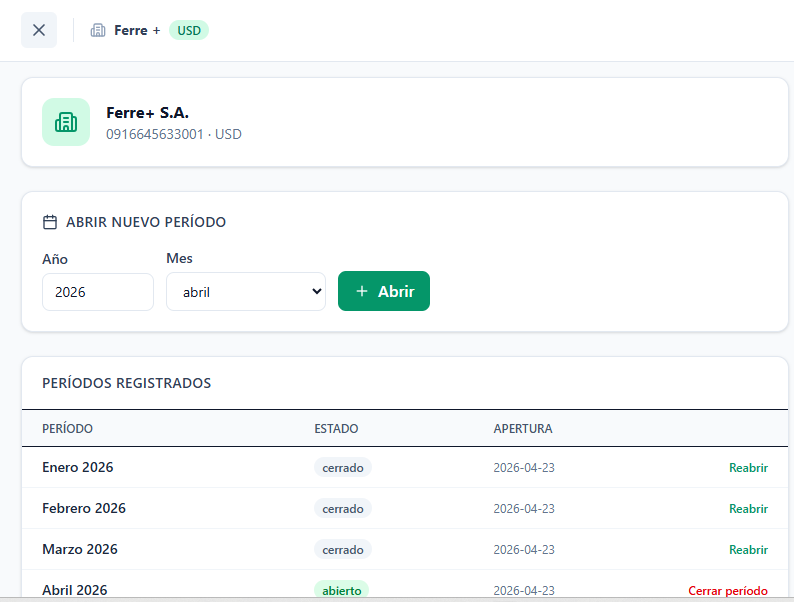 Ferre + USD
Ferre+ S.A.
0916645633001 · USD
ABRIR NUEVO PERÍODO
Año Mes
2026 abril + Abrir
PERÍODOS REGISTRADOS
PERÍODO ESTADO APERTURA
Enero 2026 cerrado 2026-04-23 Reabrir
Febrero 2026 cerrado 2026-04-23 Reabrir
Marzo 2026 cerrado 2026-04-23 Reabrir
Abril 2026 abierto 2026-04-23 Cerrar período